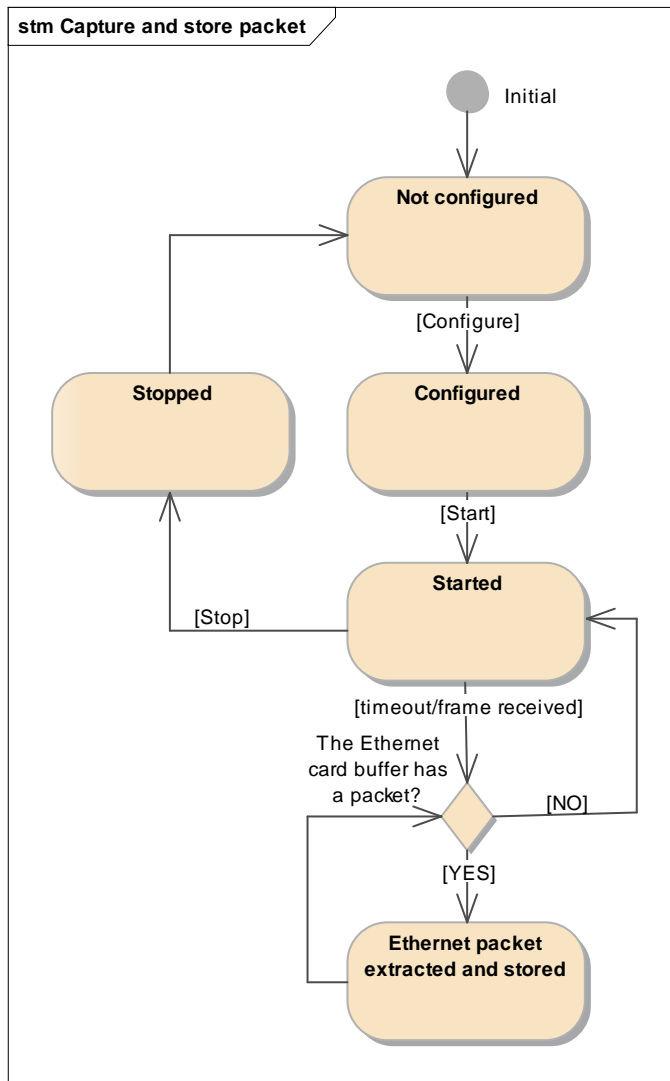 stm Capture and store packet
Initial
Not configured
[Configure]
Stopped
Configured
[Start]
Started
[Stop]
[timeout/frame received]
The Ethernet
card buffer has
a packet?
[NO]
[YES]
Ethernet packet
extracted and stored